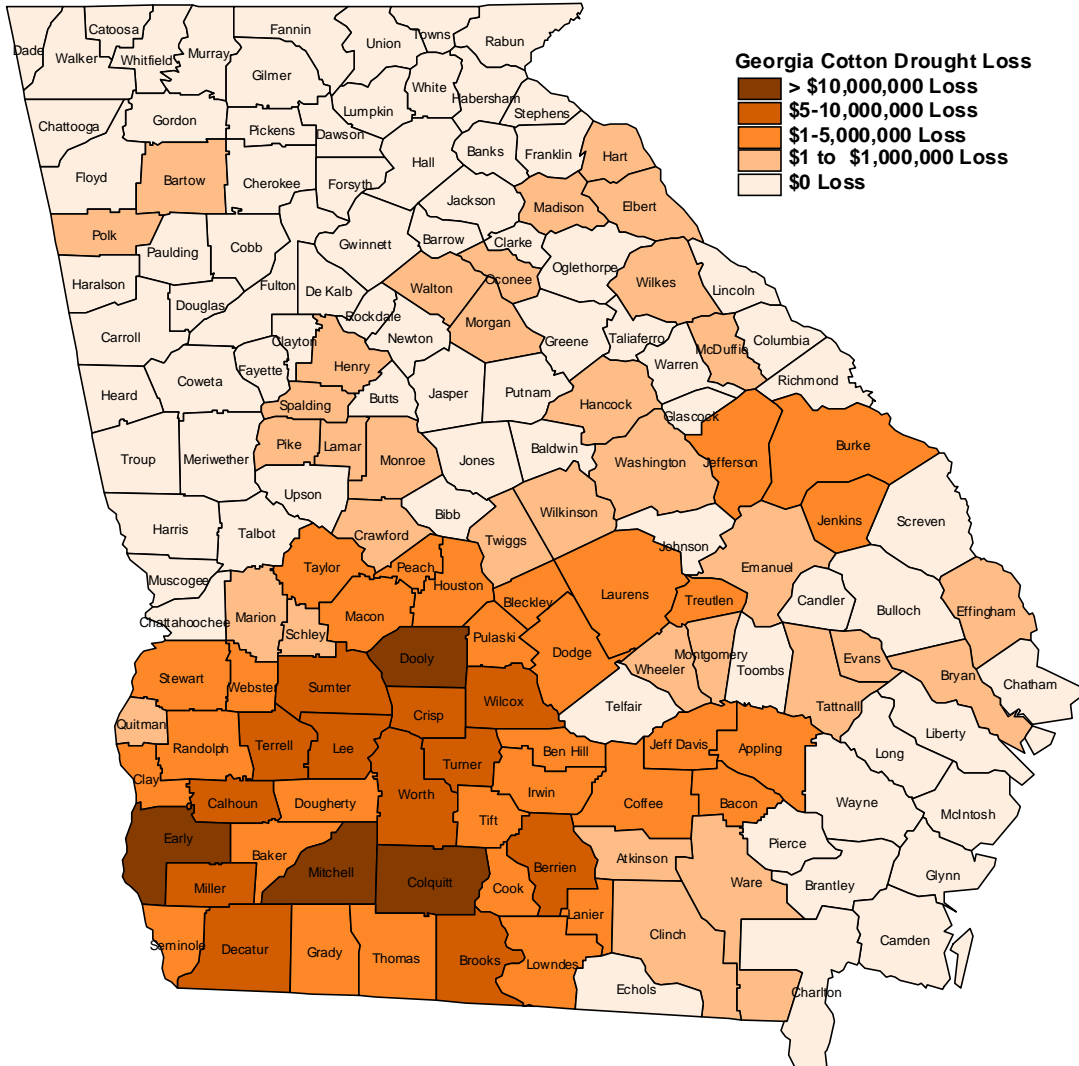 Fannin
Towns
Catoosa
Union
Rabun
Dade
Walker
Whitfield
Murray
Gilmer
White
Habersham
Lumpkin
Stephens
Chattooga
Gordon
Pickens
Dawson
Banks
Franklin
Hart
Hall
Floyd
Bartow
Cherokee
Forsyth
Jackson
Madison
Elbert
Polk
Paulding
Cobb
Gwinnett
Barrow
Clarke
Oglethorpe
Haralson
Fulton
De Kalb
Walton
Oconee
Wilkes
Lincoln
Douglas
Rockdale
Carroll
Clayton
Newton
Morgan
Greene
Taliaferro
McDuffie
Columbia
Heard
Coweta
Fayette
Henry
Butts
Jasper
Putnam
Warren
Richmond
Spalding
Hancock
Glascock
Troup
Meriwether
Pike
Lamar
Monroe
Jones
Baldwin
Washington
Jefferson
Burke
Upson
Bibb
Wilkinson
Jenkins
Screven
Harris
Talbot
Crawford
Twiggs
Johnson
Emanuel
Muscogee
Taylor
Peach
Houston
Bleckley
Laurens
Treutlen
Candler
Bulloch
Effingham
Chattahoochee
Marion
Schley
Macon
Pulaski
Dodge
Wheeler
Montgomery
Toombs
Evans
Tattnall
Bryan
Chatham
Stewart
Webster
Sumter
Dooly
Crisp
Wilcox
Telfair
Quitman
Randolph
Terrell
Lee
Turner
Ben Hill
Jeff Davis
Appling
Long
Liberty
Clay
Calhoun
Dougherty
Worth
Tift
Irwin
Coffee
Bacon
Wayne
McIntosh
Early
Baker
Mitchell
Colquitt
Cook
Berrien
Atkinson
Ware
Pierce
Brantley
Glynn
Miller
Lanier
Seminole
Decatur
Grady
Thomas
Brooks
Lowndes
Clinch
Echols
Charlton
Camden
Georgia Cotton Drought Loss
> $10,000,000 Loss
$5-10,000,000 Loss
$1-5,000,000 Loss
$1 to $1,000,000 Loss
$0 Loss